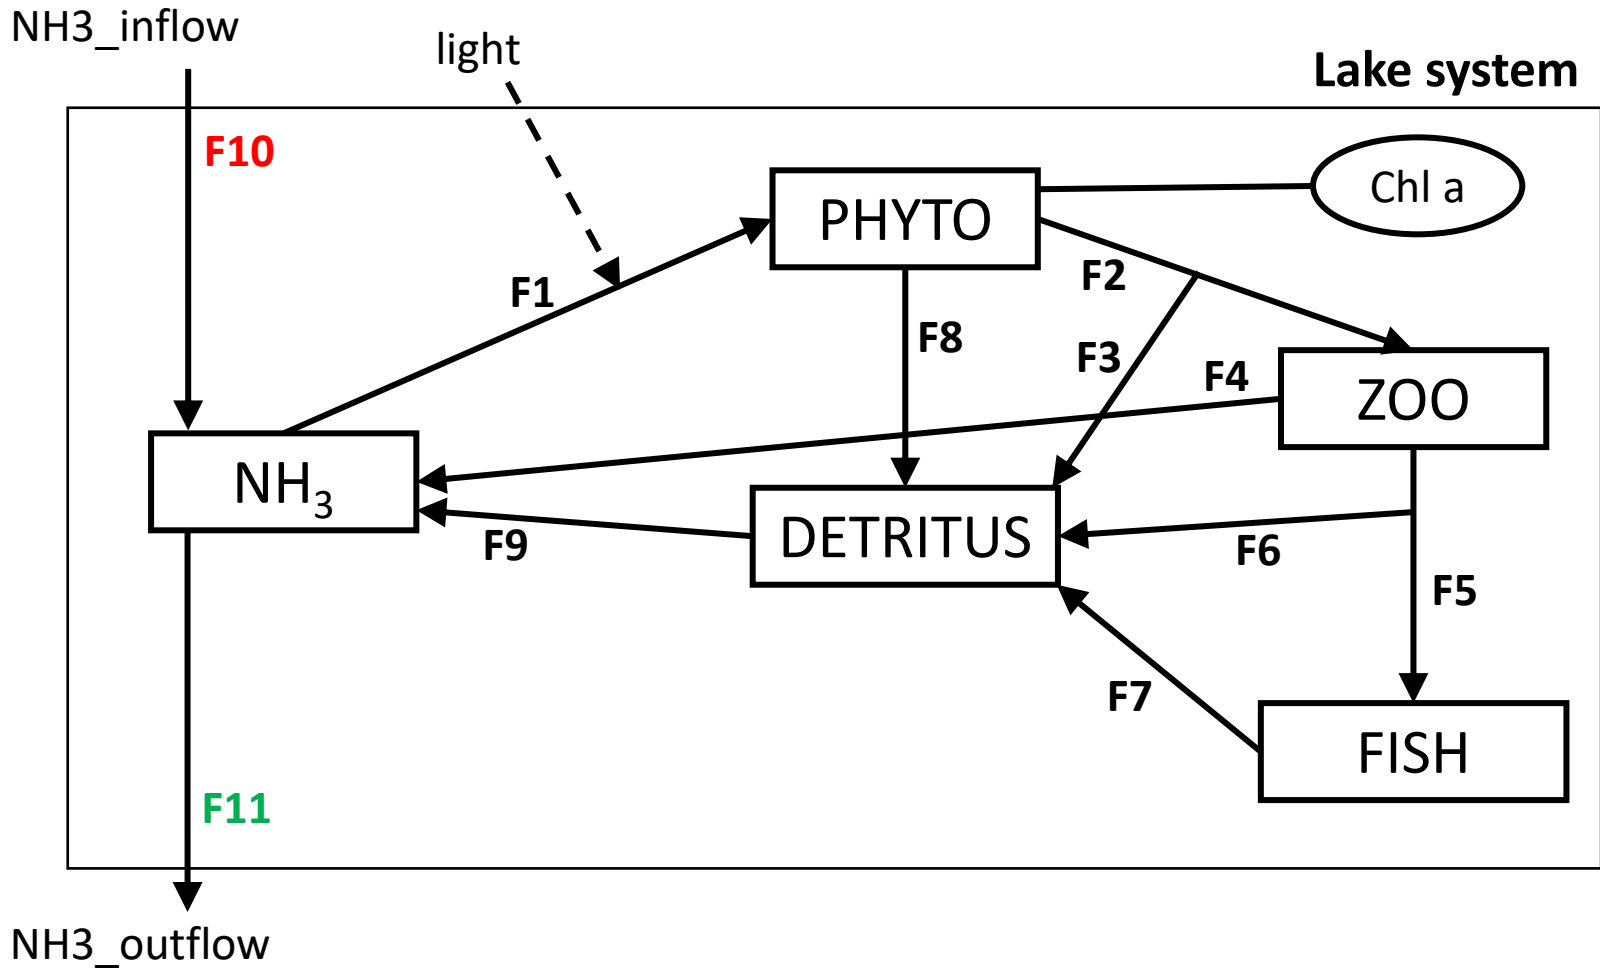 NH3_inflow
light
Lake system
F10
PHYTO
Chl a
F1
F2
F8
F3
F4
ZOO
NH₃
DETRITUS
F9
F6
F5
F7
FISH
F11
NH3_outflow